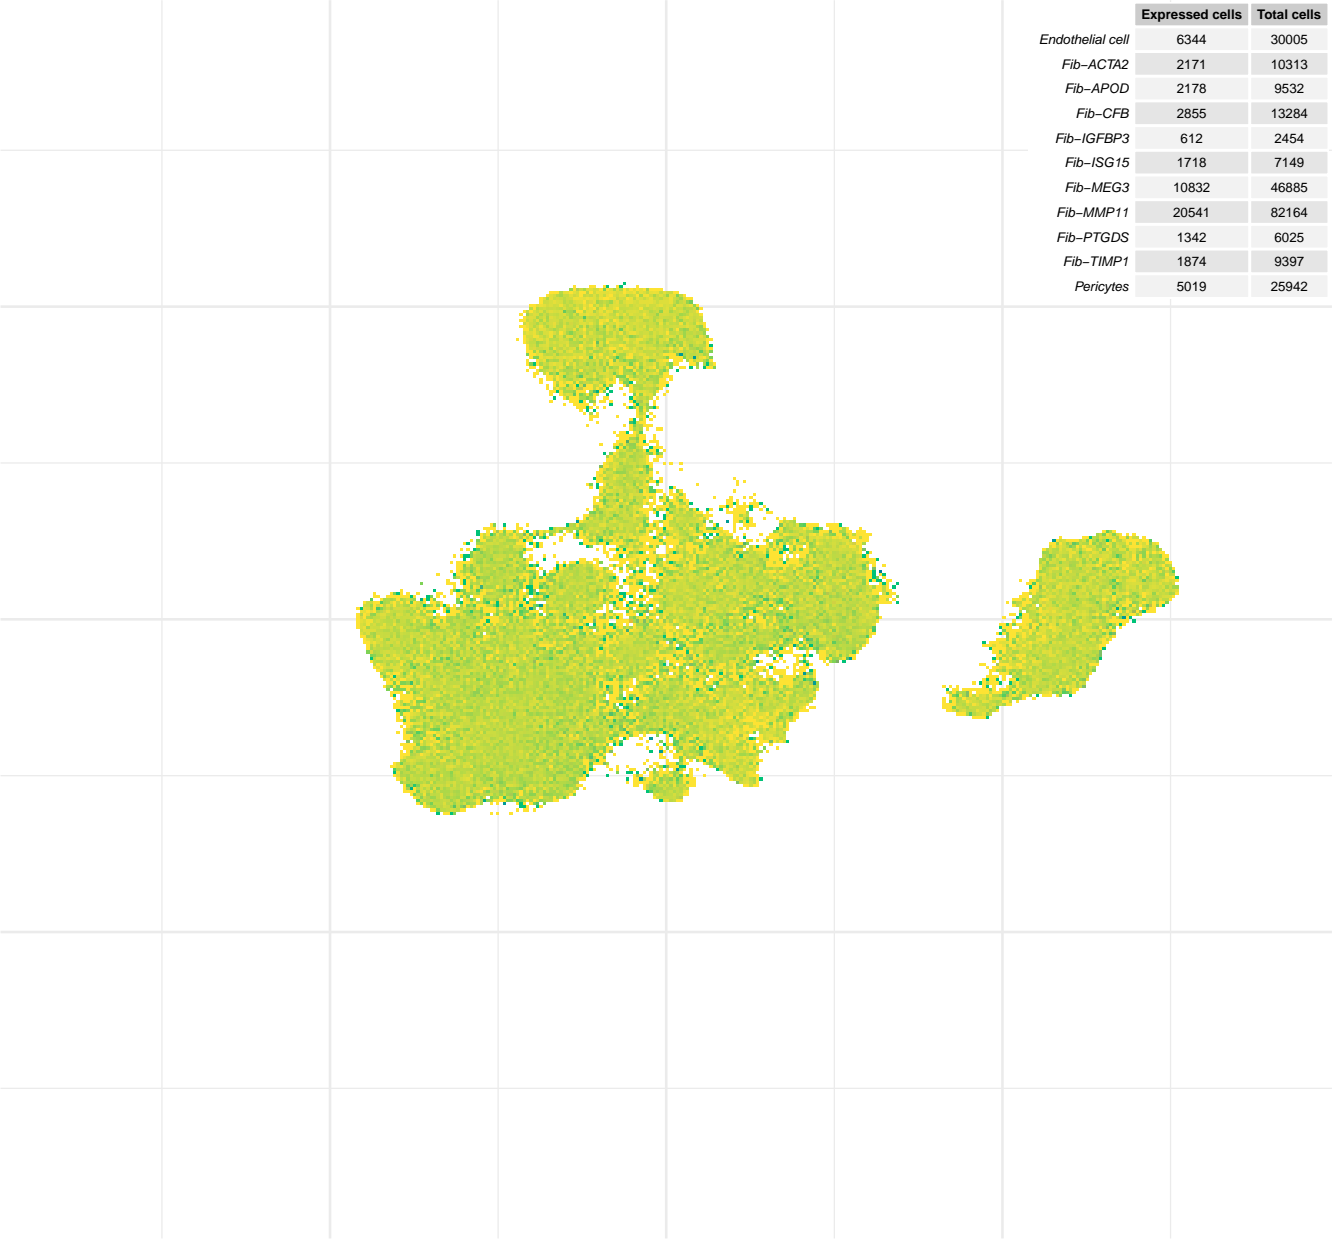 Expressed cells Total cells
Endothelial cell 6344 30005
Fib−ACTA2 2171 10313
Fib−APOD 2178 9532
Fib−CFB 2855 13284
Fib−IGFBP3 612 2454
Fib−ISG15 1718 7149
Fib−MEG3 10832 46885
Fib−MMP11 20541 82164
Fib−PTGDS 1342 6025
Fib−TIMP1 1874 9397
Pericytes 5019 25942